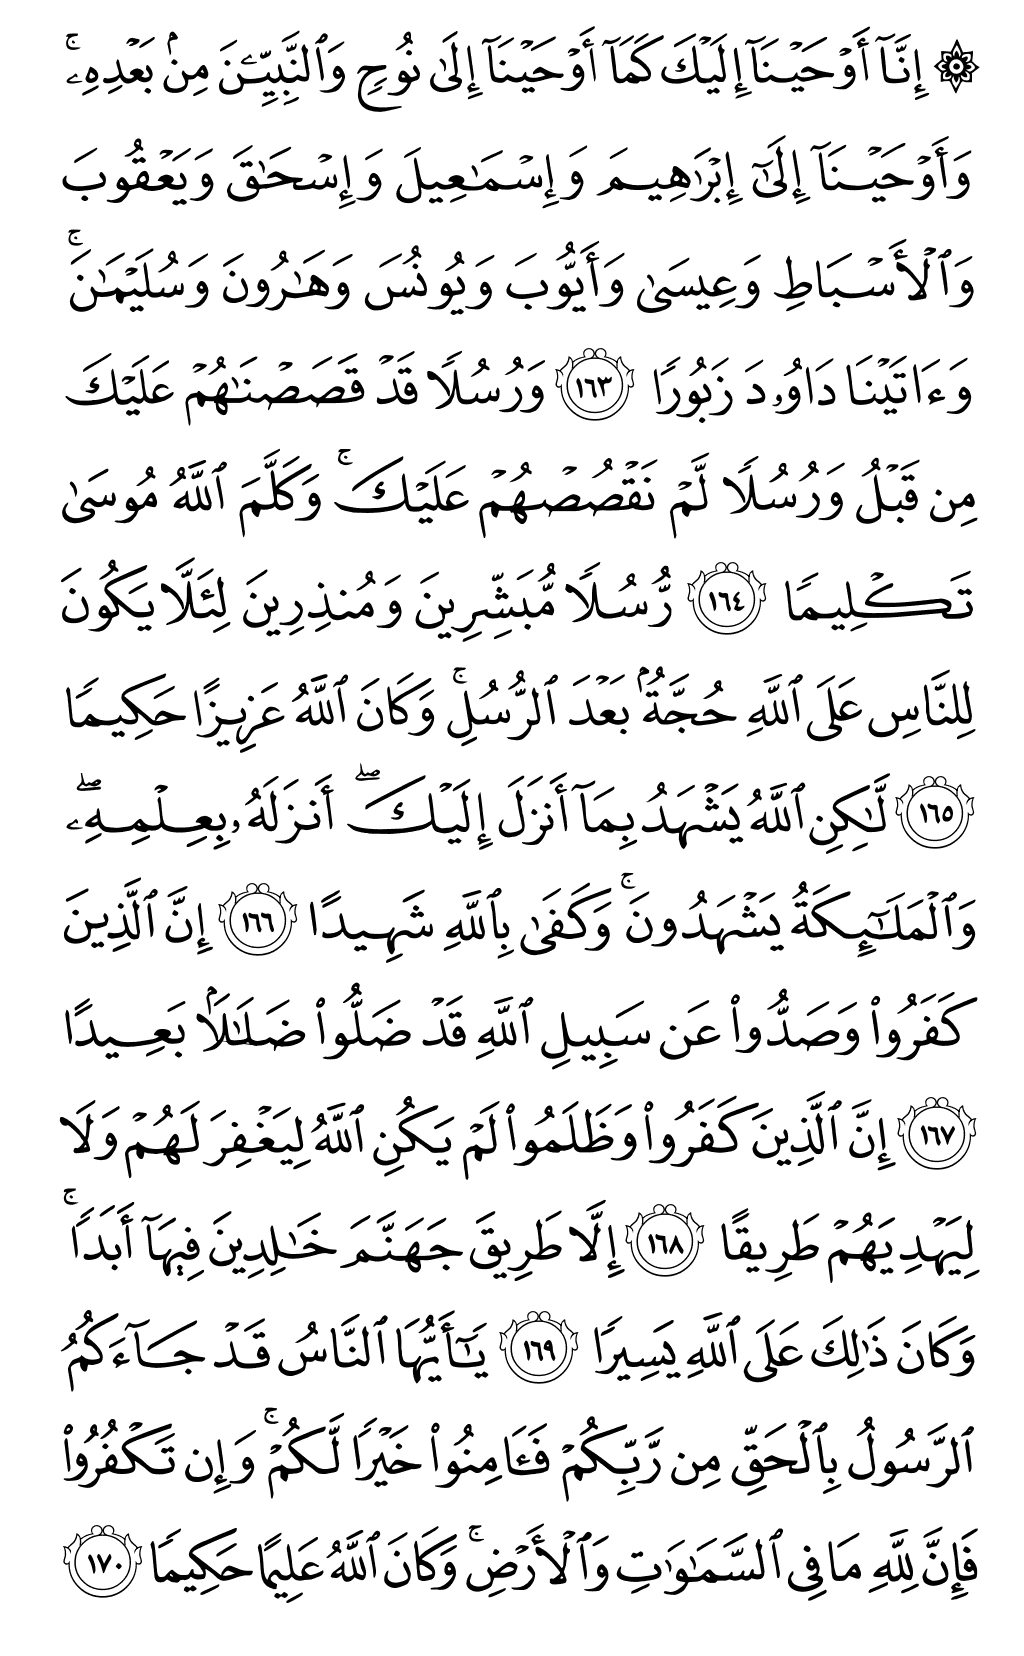 ۞ إِنَّآ أَوْحَيْنَآ إِلَيْكَ كَمَآ أَوْحَيْنَآ إِلَىٰ نُوحٍ وَٱلنَّبِيِّـۧنَ مِنۢ بَعْدِهِۦۚ
وَأَوْحَيْنَآ إِلَىٰٓ إِبْرَٰهِيمَ وَإِسْمَـٰعِيلَ وَإِسْحَـٰقَ وَيَعْقُوبَ
وَٱلْأَسْبَاطِ وَعِيسَىٰ وَأَيُّوبَ وَيُونُسَ وَهَـٰرُونَ وَسُلَيْمَـٰنَۚ
وَءَاتَيْنَا دَاوُۥدَ زَبُورًا ١٦٣ وَرُسُلًا قَدْ قَصَصْنَـٰهُمْ عَلَيْكَ
مِن قَبْلُ وَرُسُلًا لَّمْ نَقْصُصْهُمْ عَلَيْكَۚ وَكَلَّمَ ٱللَّهُ مُوسَىٰ
تَكْلِيمًا ١٦٤ رُّسُلًا مُّبَشِّرِينَ وَمُنذِرِينَ لِئَلَّا يَكُونَ
لِلنَّاسِ عَلَى ٱللَّهِ حُجَّةٌۢ بَعْدَ ٱلرُّسُلِۚ وَكَانَ ٱللَّهُ عَزِيزًا حَكِيمًا
١٦٥ لَّـٰكِنِ ٱللَّهُ يَشْهَدُ بِمَآ أَنزَلَ إِلَيْكَۖ أَنزَلَهُۥ بِعِلْمِهِۦۖ
وَٱلْمَلَـٰٓئِكَةُ يَشْهَدُونَۚ وَكَفَىٰ بِٱللَّهِ شَهِيدًا ١٦٦ إِنَّ ٱلَّذِينَ
كَفَرُوا۟ وَصَدُّوا۟ عَن سَبِيلِ ٱللَّهِ قَدْ ضَلُّوا۟ ضَلَـٰلًۢا بَعِيدًا
١٦٧ إِنَّ ٱلَّذِينَ كَفَرُوا۟ وَظَلَمُوا۟ لَمْ يَكُنِ ٱللَّهُ لِيَغْفِرَ لَهُمْ وَلَا
لِيَهْدِيَهُمْ طَرِيقًا ١٦٨ إِلَّا طَرِيقَ جَهَنَّمَ خَـٰلِدِينَ فِيهَآ أَبَدًاۚ
وَكَانَ ذَٰلِكَ عَلَى ٱللَّهِ يَسِيرًا ١٦٩ يَـٰٓأَيُّهَا ٱلنَّاسُ قَدْ جَآءَكُمُ
ٱلرَّسُولُ بِٱلْحَقِّ مِن رَّبِّكُمْ فَـَٔامِنُوا۟ خَيْرًا لَّكُمْۚ وَإِن تَكْفُرُوا۟
فَإِنَّ لِلَّهِ مَا فِى ٱلسَّمَـٰوَٰتِ وَٱلْأَرْضِۚ وَكَانَ ٱللَّهُ عَلِيمًا حَكِيمًا ١٧٠